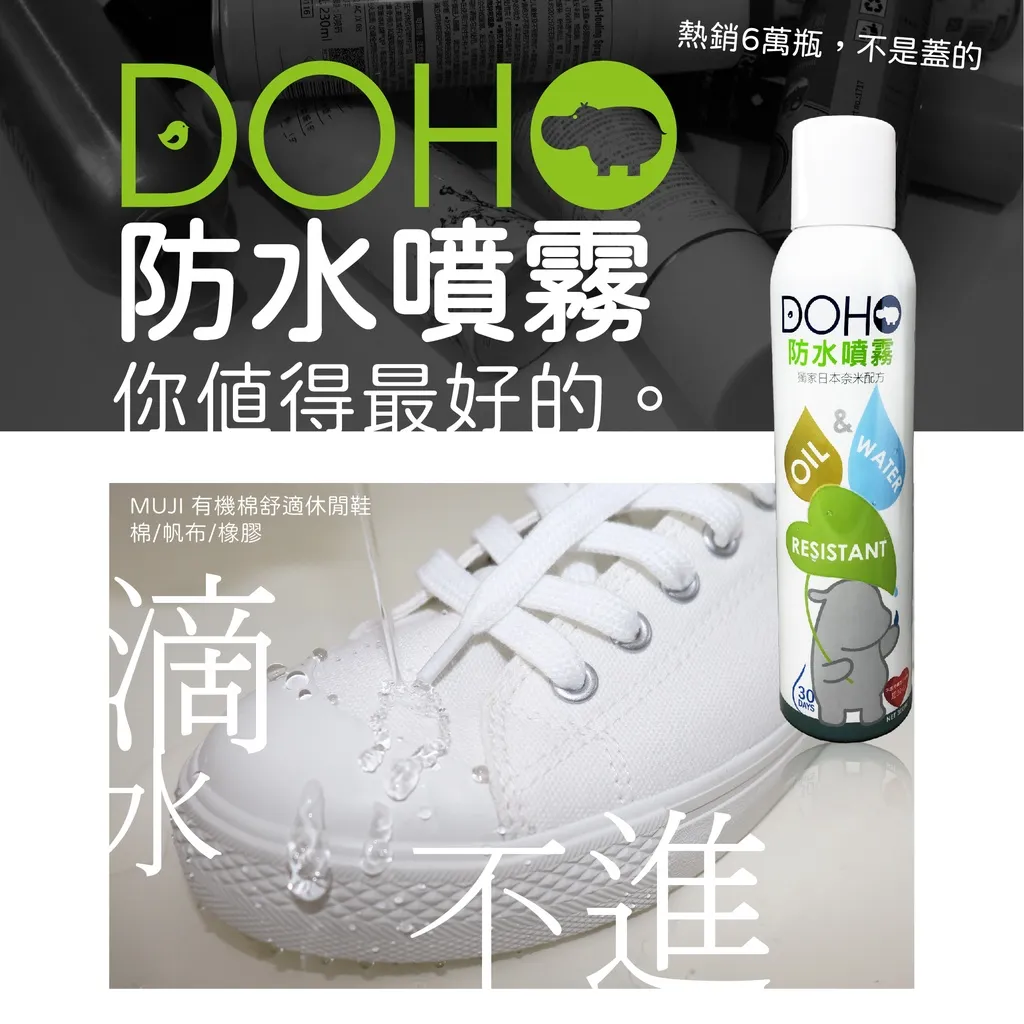 熱銷6萬瓶，不是蓋的
DOHO
防水噴霧
你值得最好的。
DOHO
防水噴霧
獨家日本奈米配方
OIL
&
WATER
RESISTANT
30
DAYS
MUJI 有機棉舒適休閒鞋
棉/帆布/橡膠
滴水
不進